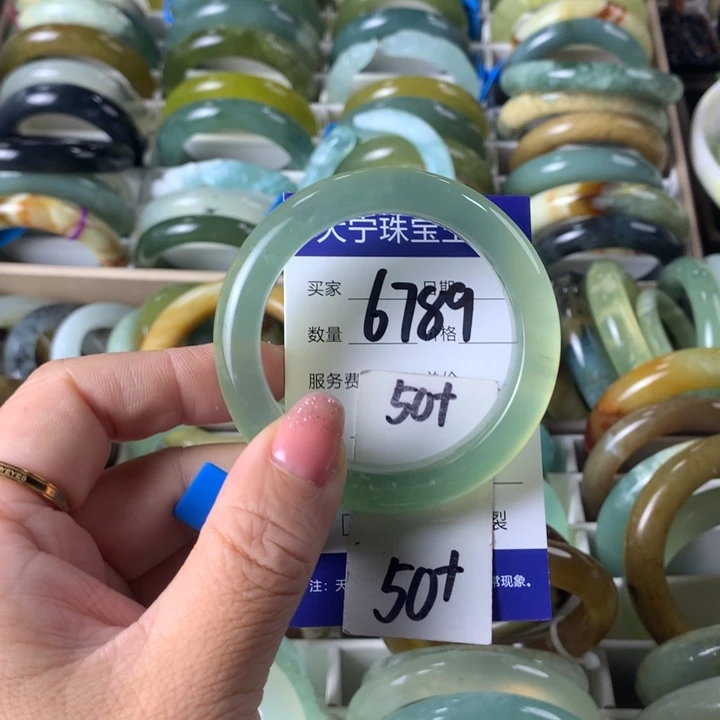 天宁珠宝
买家 日期
6789
数量 价格
服务费
50+
裂
50+
注：天 常现象。